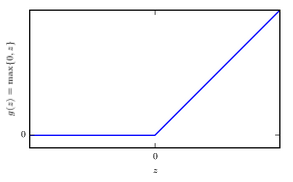 g(z) = max{0, z}
0
0
z